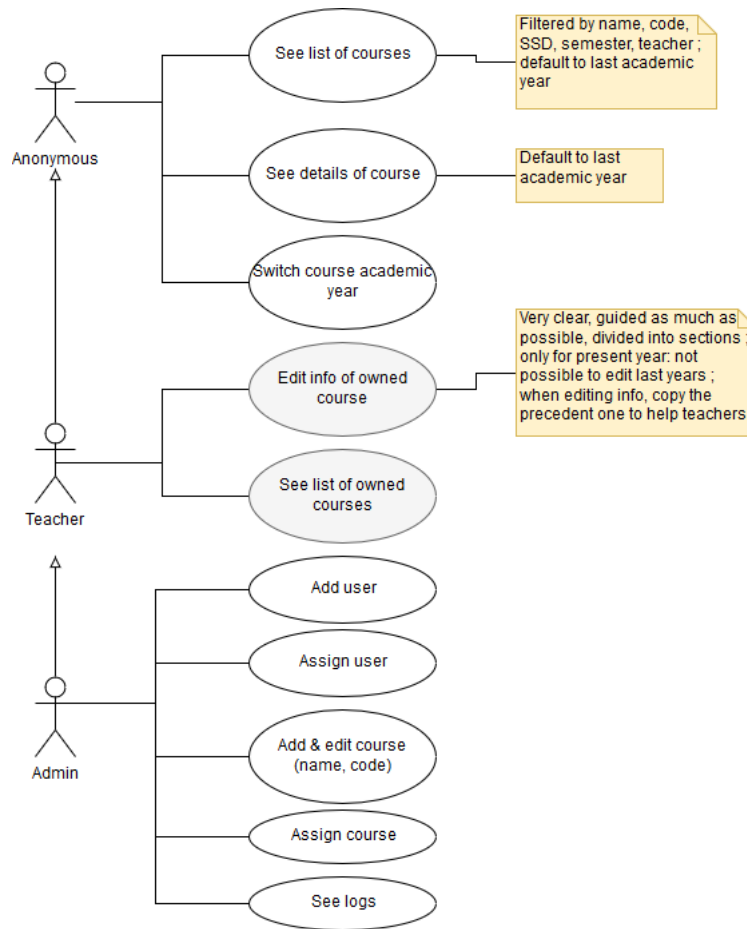 See list of courses
Filtered by name, code,
SSD, semester, teacher ;
default to last academic
year
Anonymous
See details of course
Default to last
academic year
Switch course academic
year
Very clear, guided as much as
possible, divided into sections ;
only for present year: not
possible to edit last years ;
when editing info, copy the
precedent one to help teachers
Edit info of owned
course
Teacher
See list of owned
courses
Add user
Assign user
Admin
Add & edit course
(name, code)
Assign course
See logs